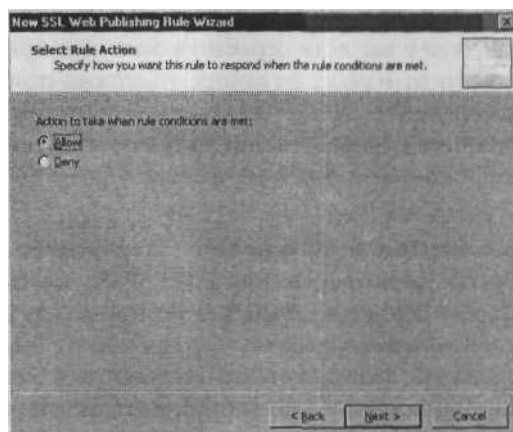 New SSL Web Publishing Rule Wizard
Select Rule Action
Specify how you want this rule to respond when the rule conditions are met.
Action to take when rule conditions are met:
Allow
Deny
< Back
Next >
Cancel